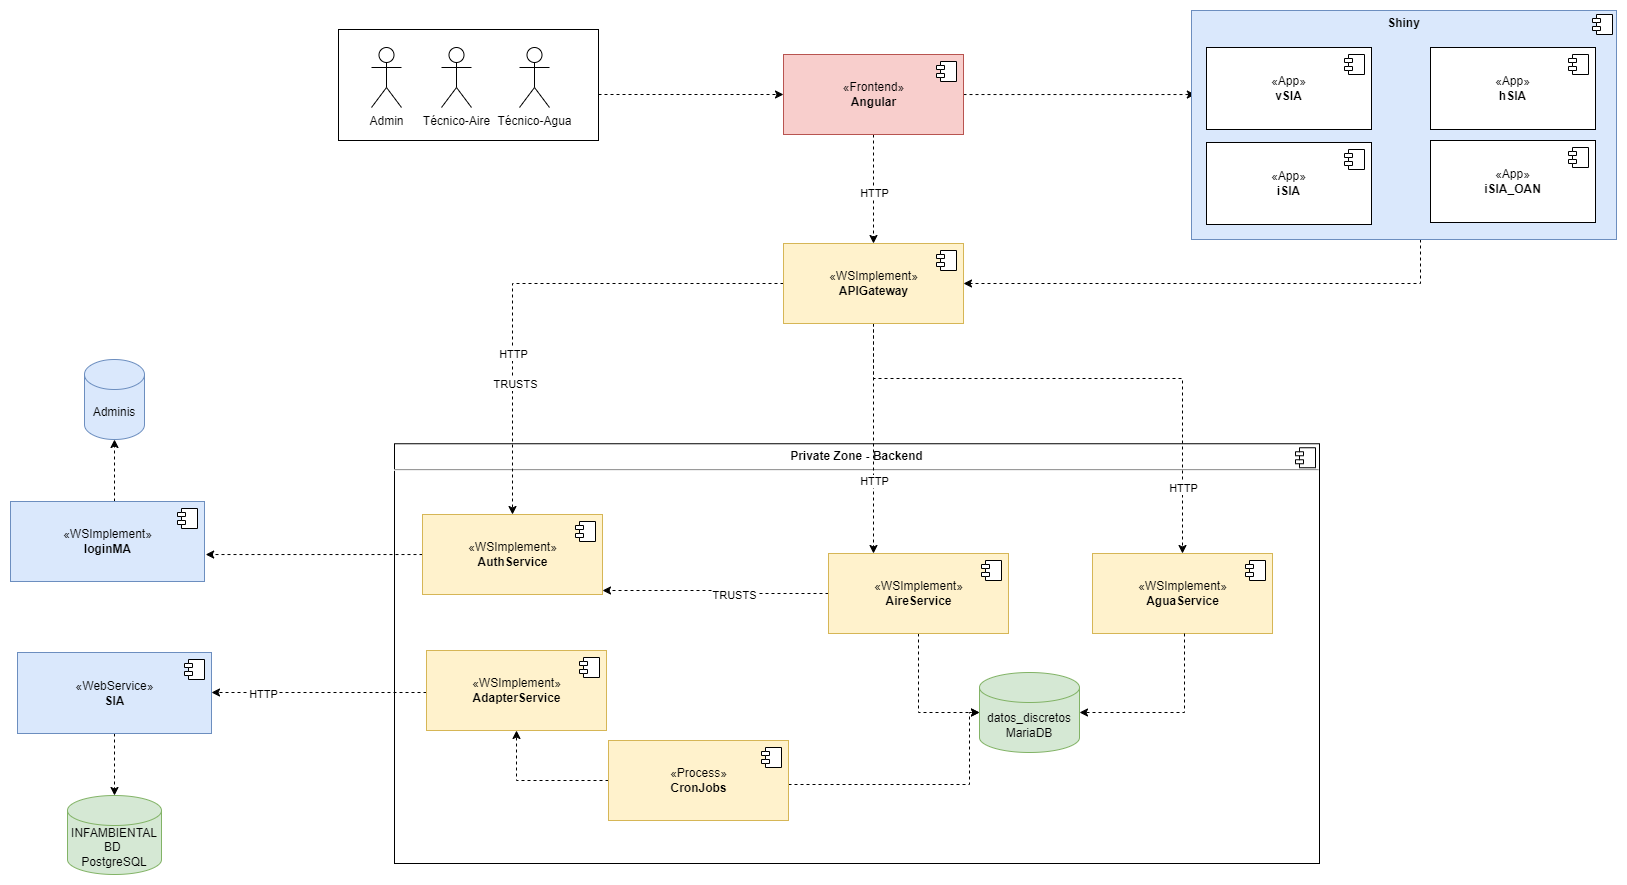 Shiny
Admin
Técnico-Aire
Técnico-Agua
«Frontend»
Angular
«App»
vSIA
«App»
hSIA
«App»
iSIA
«App»
iSIA_OAN
HTTP
«WSImplement»
APIGateway
HTTP
TRUSTS
Adminis
Private Zone - Backend
HTTP
HTTP
«WSImplement»
loginMA
«WSImplement»
AuthService
«WSImplement»
AireService
«WSImplement»
AguaService
TRUSTS
«WebService»
SIA
HTTP
«WSImplement»
AdapterService
datos_discretos
MariaDB
«Process»
CronJobs
INFAMBIENTAL
BD
PostgreSQL